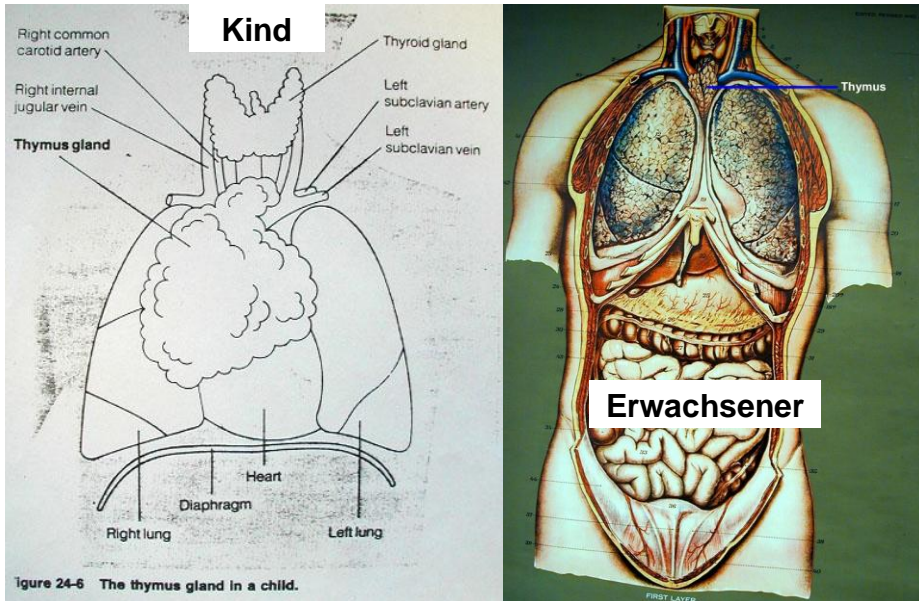 Kind
Right common
carotid artery
Thyroid gland
Right internal
jugular vein
Left
subclavian artery
Thymus gland
Left
subclavian vein
Heart
Diaphragm
Right lung
Left lung
igure 24-6 The thymus gland in a child.
Thymus
Erwachsener
FIRST LAYER